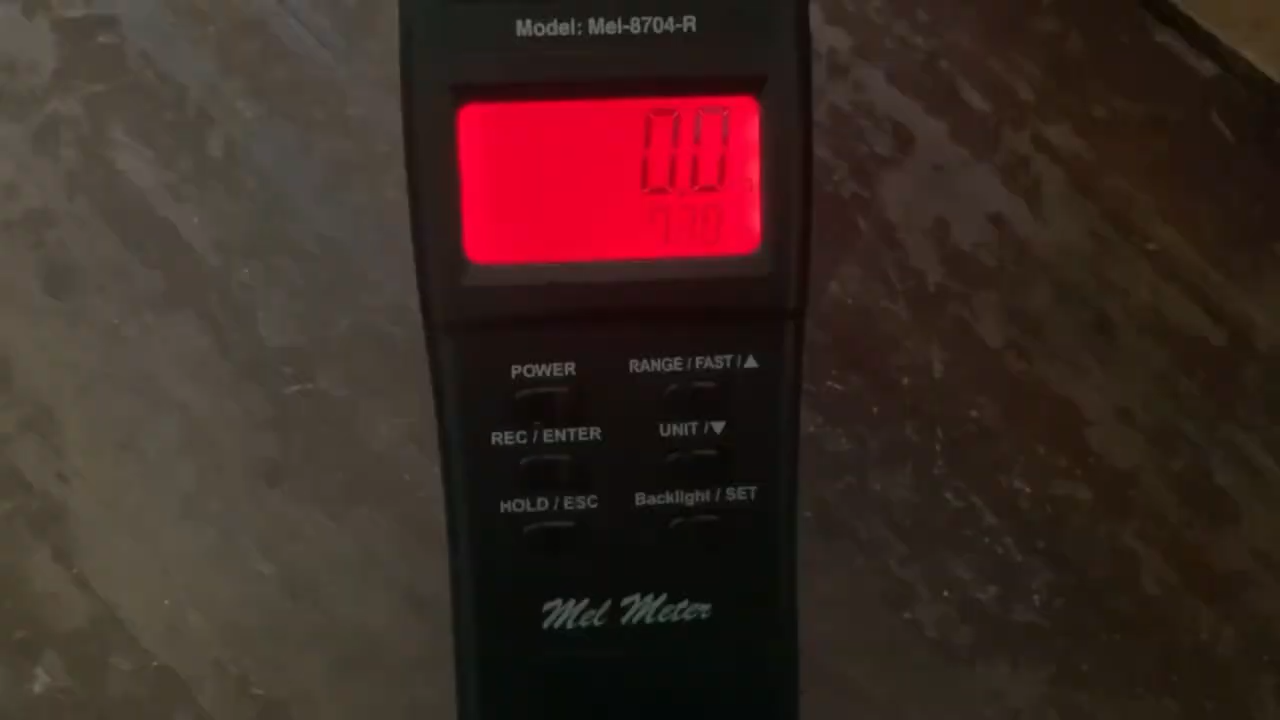 Model: Mel-8704-R
0.0
POWER
RANGE / FAST / ▲
REC / ENTER
UNIT / ▼
HOLD / ESC
Backlight / SET
Mel Meter